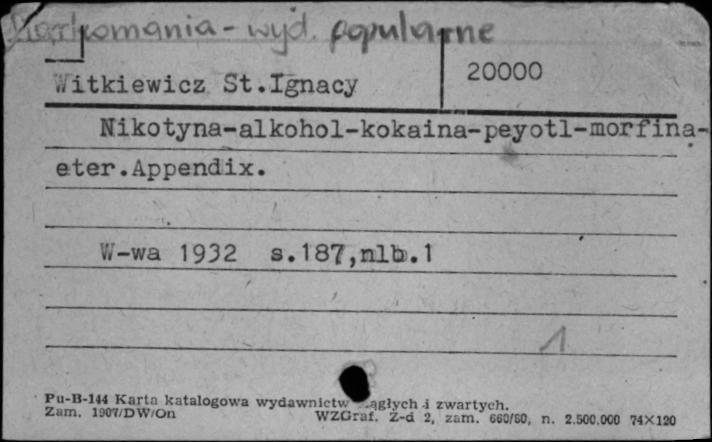 Narkomania - wyd. popularne
Witkiewicz St.Ignacy
20000
Nikotyna-alkohol-kokaina-peyotl-morfina-
eter.Appendix.
W-wa 1932 s.187,nlb.1
1
Pu-B-144 Karta katalogowa wydawnictw ciągłych i zwartych.
Zam. 1907/DW/On WZGraf. Z-d 2, zam. 660/60, n. 2.500.000 74×120